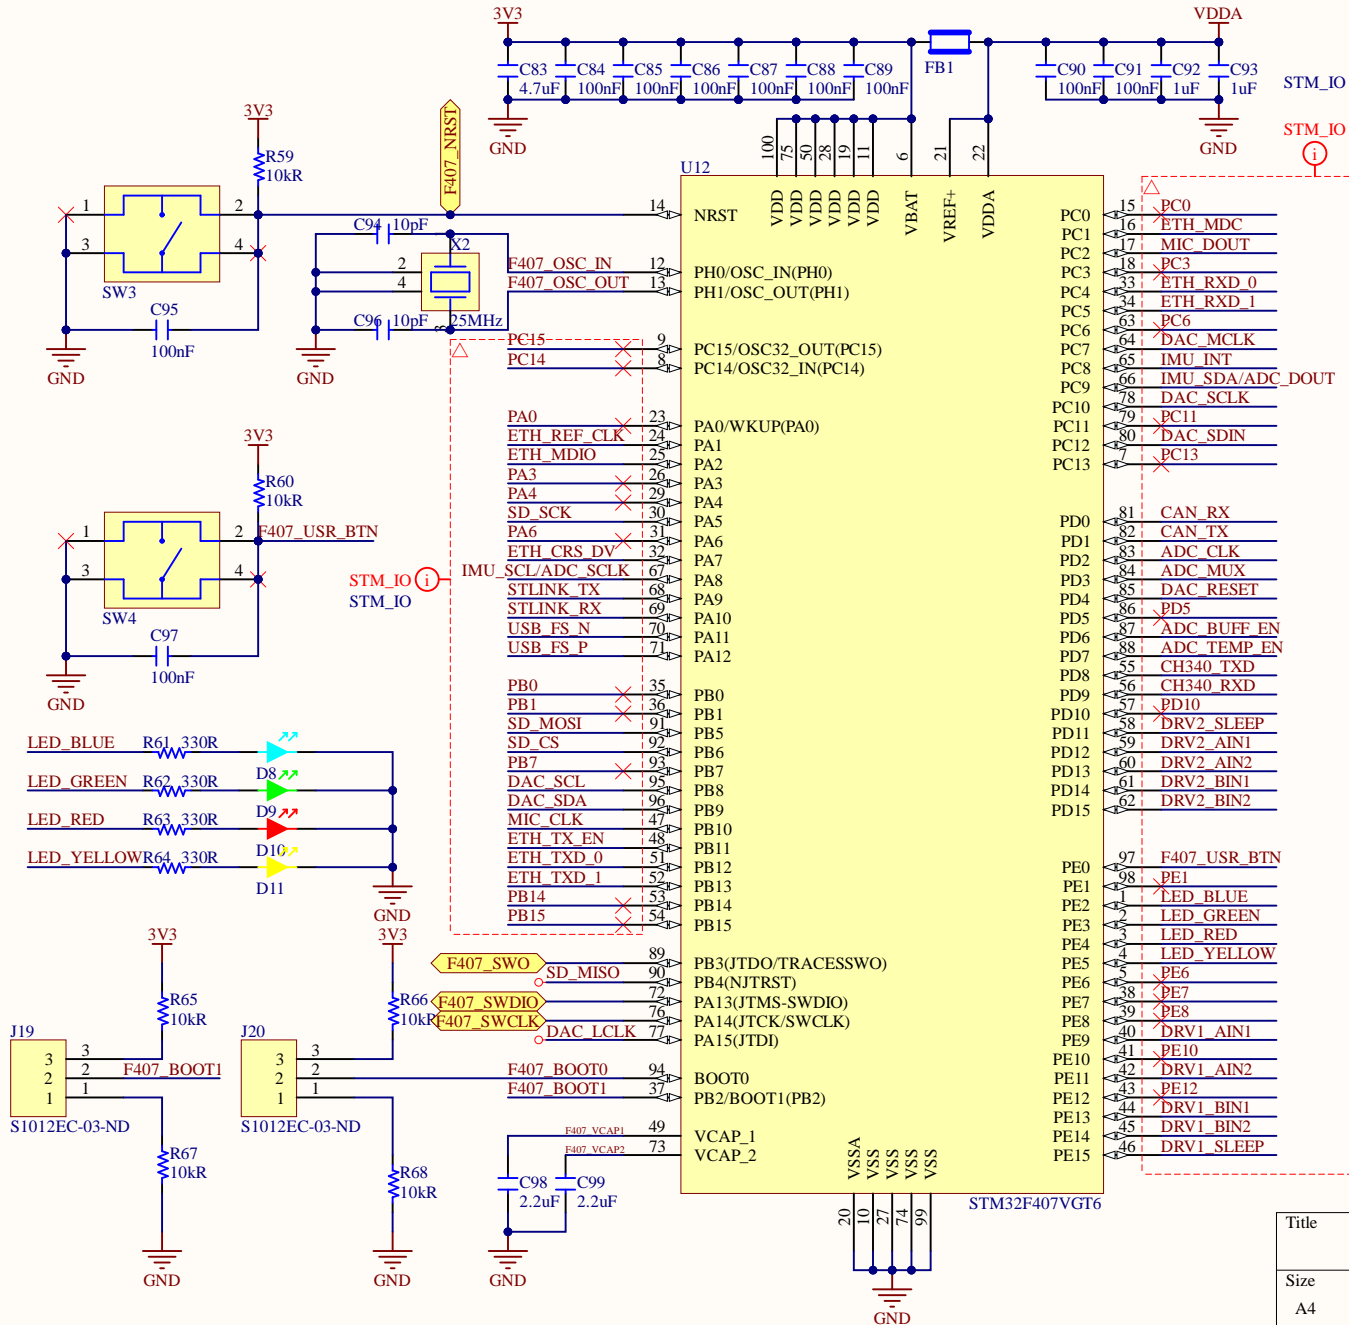 3V3
VDDA
C83 4.7uF
C84 100nF
C85 100nF
C86 100nF
C87 100nF
C88 100nF
C89 100nF
FB1
C90 100nF
C91 100nF
C92 1uF
C93 1uF
GND
GND
STM_IO
STM_IO
i
3V3
R59
10kR
F407_NRST
1 2
3 4
SW3
C95
100nF
GND
C94 10pF
X2
2
4
C96 10pF
3
25MHz
GND
F407_OSC_IN
F407_OSC_OUT
3V3
R60
10kR
1 2
3 4
F407_USR_BTN
SW4
C97
100nF
GND
STM_IO
i
STM_IO
LED_BLUE R61 330R
D8
LED_GREEN R62 330R
D9
LED_RED R63 330R
D10
LED_YELLOW R64 330R
D11
GND
3V3
R65
10kR
J19
3 3
2 2
1 1
F407_BOOT1
S1012EC-03-ND
R67
10kR
GND
3V3
R66
10kR
J20
3 3
2 2
1 1
S1012EC-03-ND
R68
10kR
GND
U12
100 75 50 28 19 11 6 21 22
VDD VDD VDD VDD VDD VDD VBAT VREF+ VDDA
14 NRST
12 PH0/OSC_IN(PH0)
13 PH1/OSC_OUT(PH1)
PC15 9 PC15/OSC32_OUT(PC15)
PC14 8 PC14/OSC32_IN(PC14)
PA0 23 PA0/WKUP(PA0)
ETH_REF_CLK 24 PA1
ETH_MDIO 25 PA2
PA3 26 PA3
PA4 29 PA4
SD_SCK 30 PA5
PA6 31 PA6
ETH_CRS_DV 32 PA7
IMU_SCL/ADC_SCLK 67 PA8
STLINK_TX 68 PA9
STLINK_RX 69 PA10
USB_FS_N 70 PA11
USB_FS_P 71 PA12
PB0 35 PB0
PB1 36 PB1
SD_MOSI 91 PB5
SD_CS 92 PB6
PB7 93 PB7
DAC_SCL 95 PB8
DAC_SDA 96 PB9
MIC_CLK 47 PB10
ETH_TX_EN 48 PB11
ETH_TXD_0 51 PB12
ETH_TXD_1 52 PB13
PB14 53 PB14
PB15 54 PB15
F407_SWO 89 PB3(JTDO/TRACESSWO)
SD_MISO 90 PB4(NJTRST)
F407_SWDIO 72 PA13(JTMS-SWDIO)
F407_SWCLK 76 PA14(JTCK/SWCLK)
DAC_LCLK 77 PA15(JTDI)
F407_BOOT0 94 BOOT0
F407_BOOT1 37 PB2/BOOT1(PB2)
F407_VCAP1 49 VCAP_1
F407_VCAP2 73 VCAP_2
C98
2.2uF
C99
2.2uF
GND
PC0 15 PC0
PC1 16 ETH_MDC
PC2 17 MIC_DOUT
PC3 18 PC3
PC4 33 ETH_RXD_0
PC5 34 ETH_RXD_1
PC6 63 PC6
PC7 64 DAC_MCLK
PC8 65 IMU_INT
PC9 66 IMU_SDA/ADC_DOUT
PC10 78 DAC_SCLK
PC11 79 PC11
PC12 80 DAC_SDIN
PC13 7 PC13
PD0 81 CAN_RX
PD1 82 CAN_TX
PD2 83 ADC_CLK
PD3 84 ADC_MUX
PD4 85 DAC_RESET
PD5 86 PD5
PD6 87 ADC_BUFF_EN
PD7 88 ADC_TEMP_EN
PD8 55 CH340_TXD
PD9 56 CH340_RXD
PD10 57 PD10
PD11 58 DRV2_SLEEP
PD12 59 DRV2_AIN1
PD13 60 DRV2_AIN2
PD14 61 DRV2_BIN1
PD15 62 DRV2_BIN2
PE0 97 F407_USR_BTN
PE1 98 PE1
PE2 1 LED_BLUE
PE3 2 LED_GREEN
PE4 3 LED_RED
PE5 4 LED_YELLOW
PE6 5 PE6
PE7 38 PE7
PE8 39 PE8
PE9 40 DRV1_AIN1
PE10 41 PE10
PE11 42 DRV1_AIN2
PE12 43 PE12
PE13 44 DRV1_BIN1
PE14 45 DRV1_BIN2
PE15 46 DRV1_SLEEP
VSSA VSS VSS VSS VSS
20 10 27 74 99
STM32F407VGT6
GND
Title
Size
A4